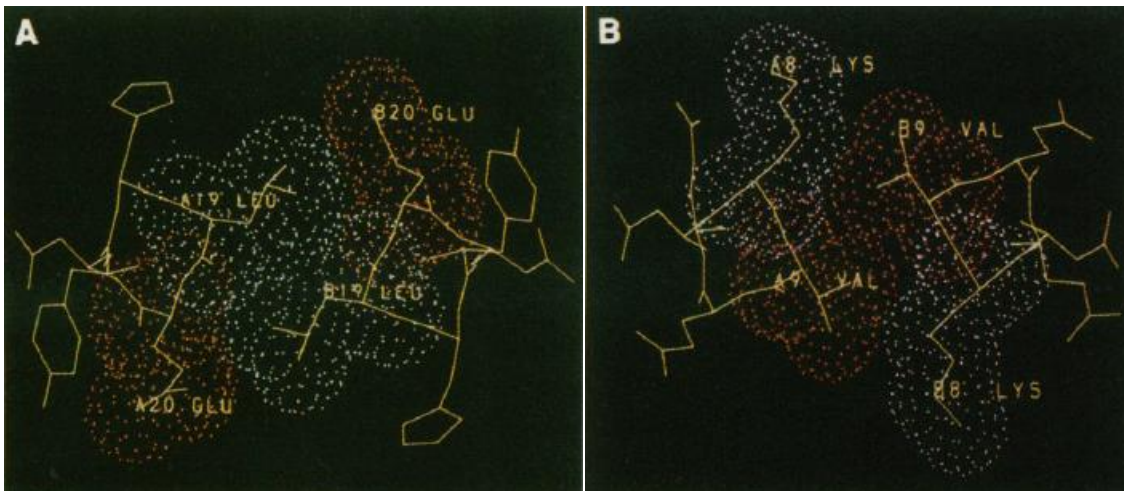 A
B20 GLU
A19 LEU
B19 LEU
A20 GLU
B
A8 LYS
B9 VAL
A9 VAL
B8 LYS